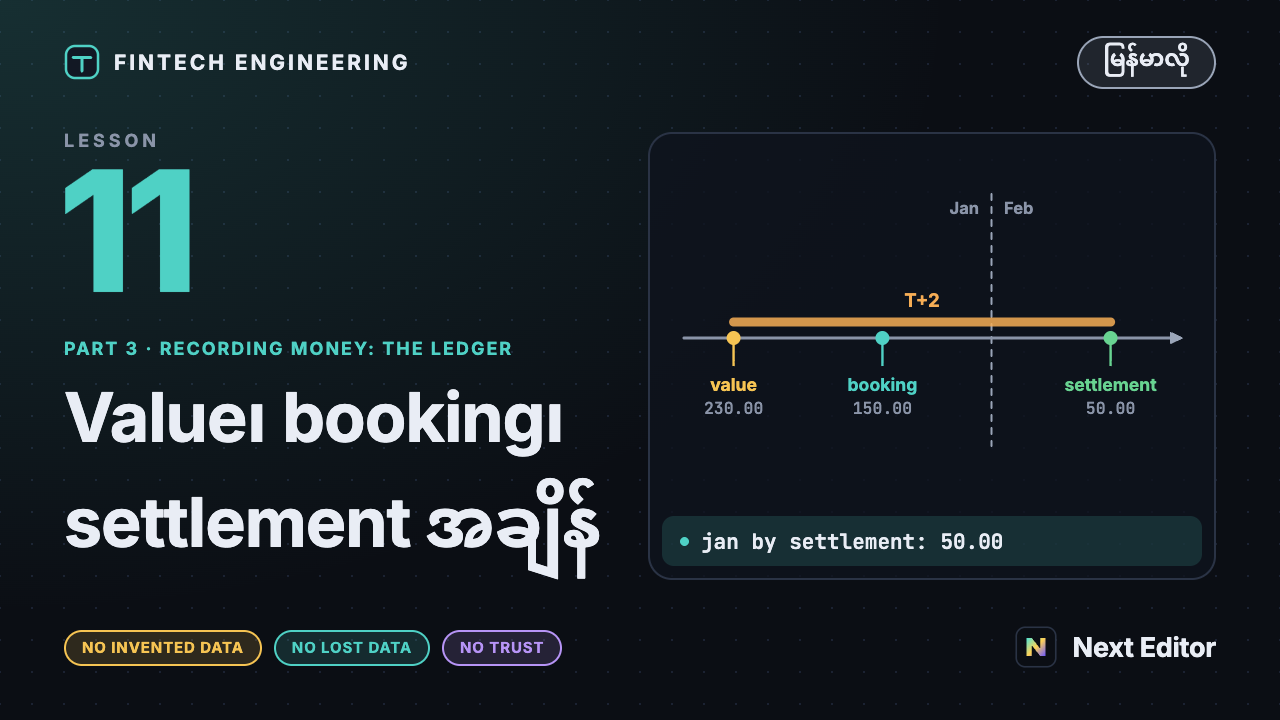 FINTECH ENGINEERING
မြန်မာလို
LESSON
11
PART 3 · RECORDING MONEY: THE LEDGER
Value၊ booking၊
settlement အချိန်
Jan
Feb
T+2
value
booking
settlement
230.00
150.00
50.00
jan by settlement: 50.00
NO INVENTED DATA
NO LOST DATA
NO TRUST
N
Next Editor